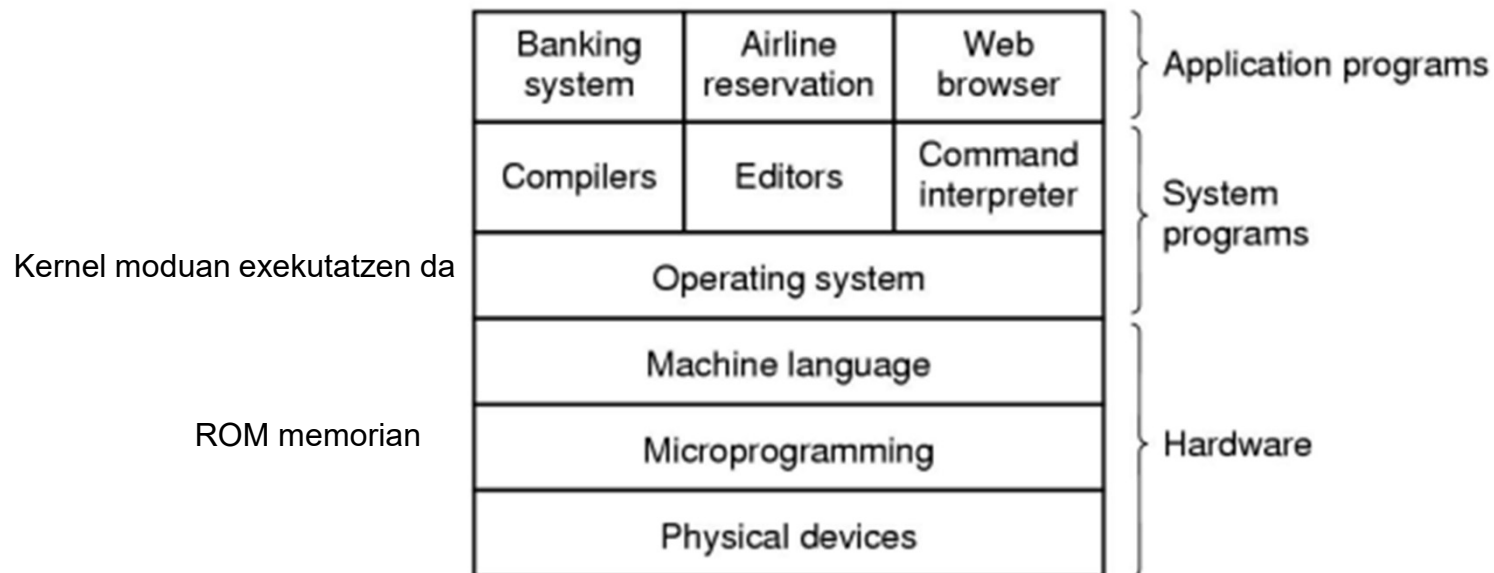 Banking
system
Airline
reservation
Web
browser
Application programs
Compilers
Editors
Command
interpreter
System
programs
Kernel moduan exekutatzen da
Operating system
Machine language
ROM memorian
Microprogramming
Hardware
Physical devices